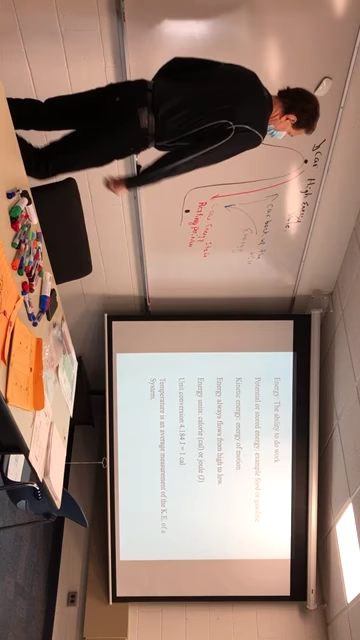 Car High Energy
Energy: The ability to do work
Potential or stored energy: example food or gasoline
Kinetic energy: energy of motion
Energy always flows from high to low.
Energy units: calorie (cal) or joule (J)
Unit conversion 4.184 J = 1 cal
Temperature is an average measurement of the K.E. of a
System.